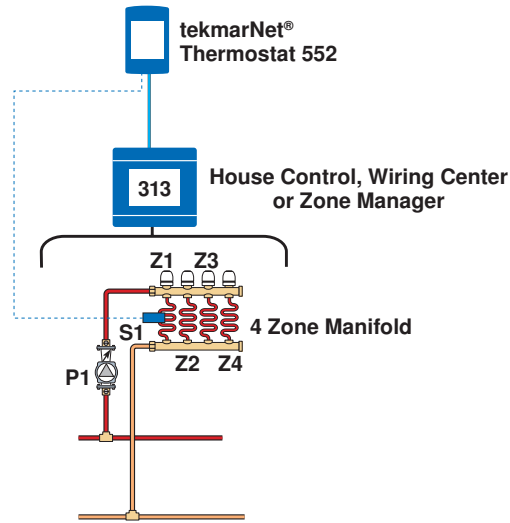 tekmarNet®
Thermostat 552
313
House Control, Wiring Center
or Zone Manager
Z1 Z3
S1
4 Zone Manifold
Z2 Z4
P1